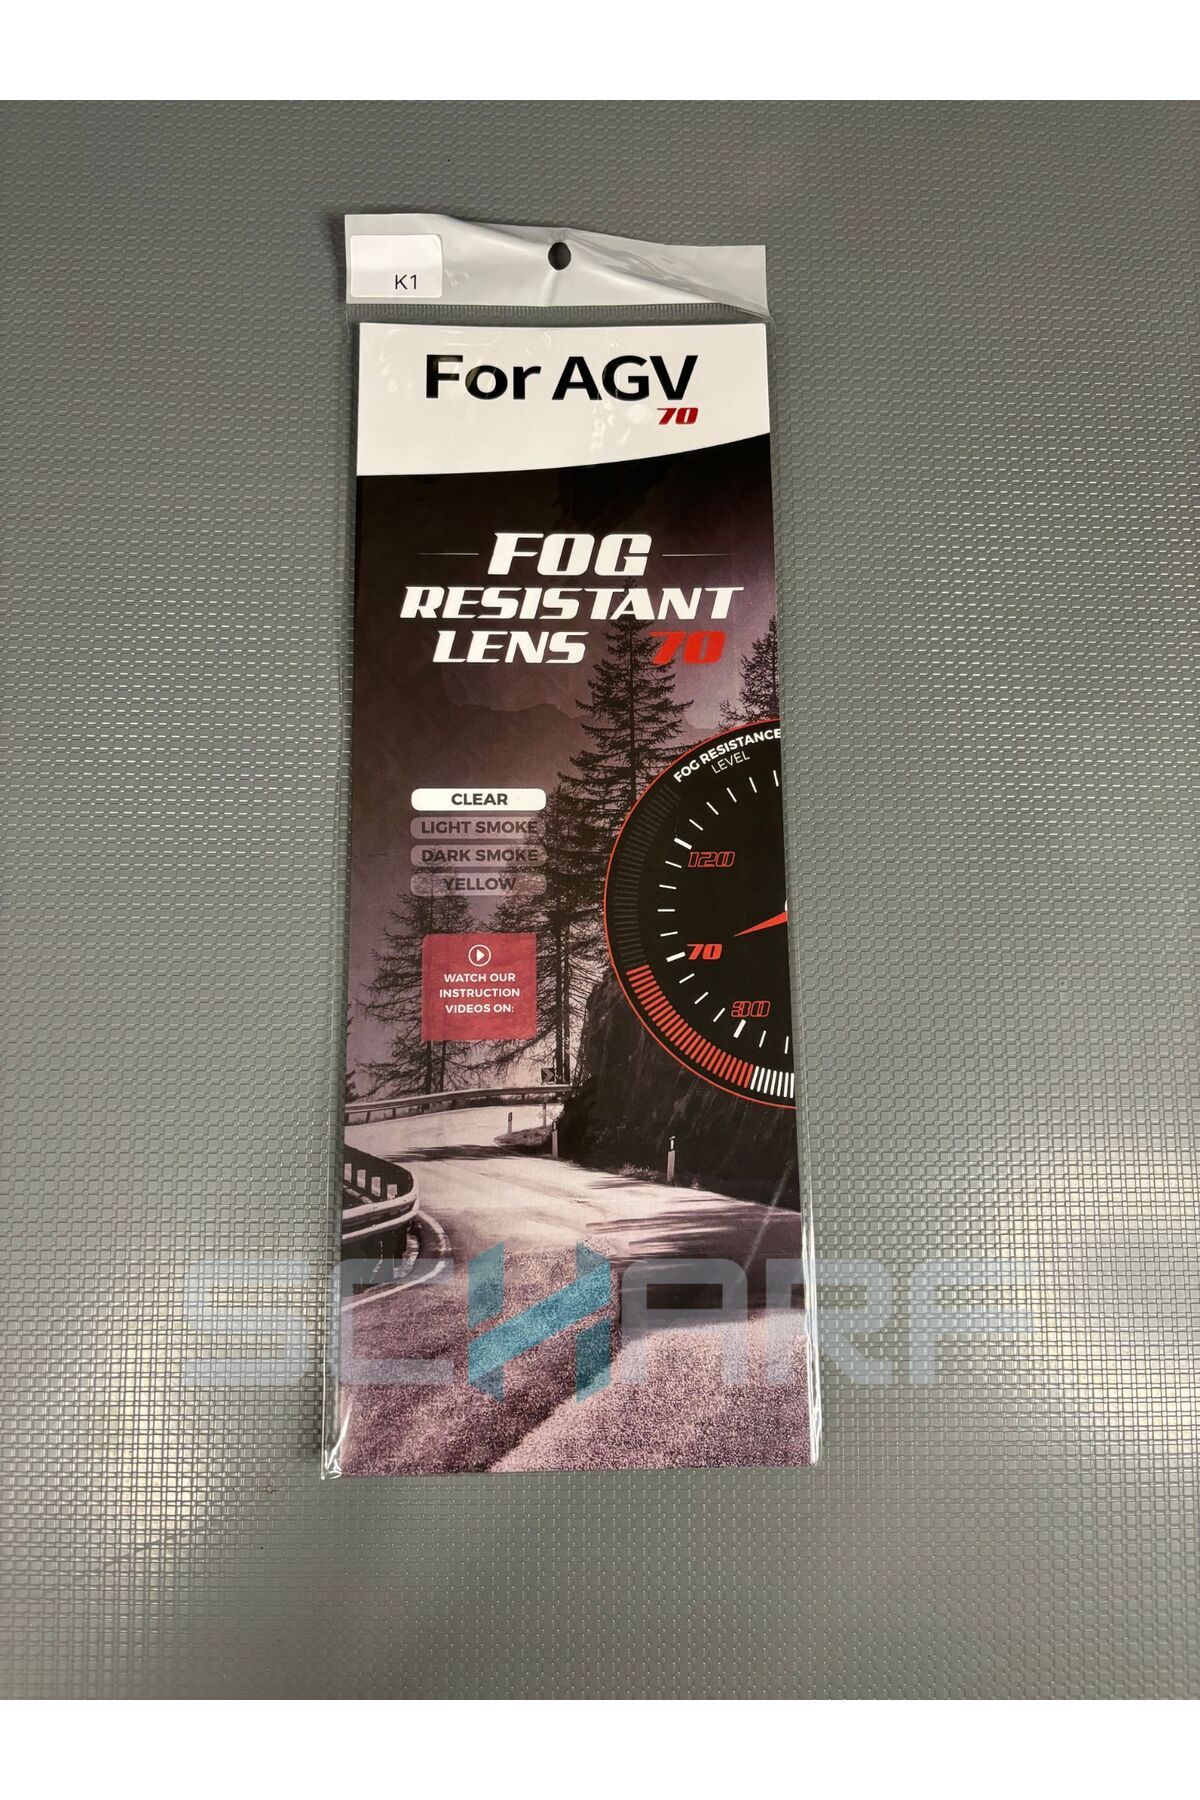 K1
For AGV
70
FOG
RESISTANT
LENS 70
FOG RESISTANCE
LEVEL
CLEAR
LIGHT SMOKE
DARK SMOKE
YELLOW
120
70
30
WATCH OUR
INSTRUCTION
VIDEOS ON:
SCHARF